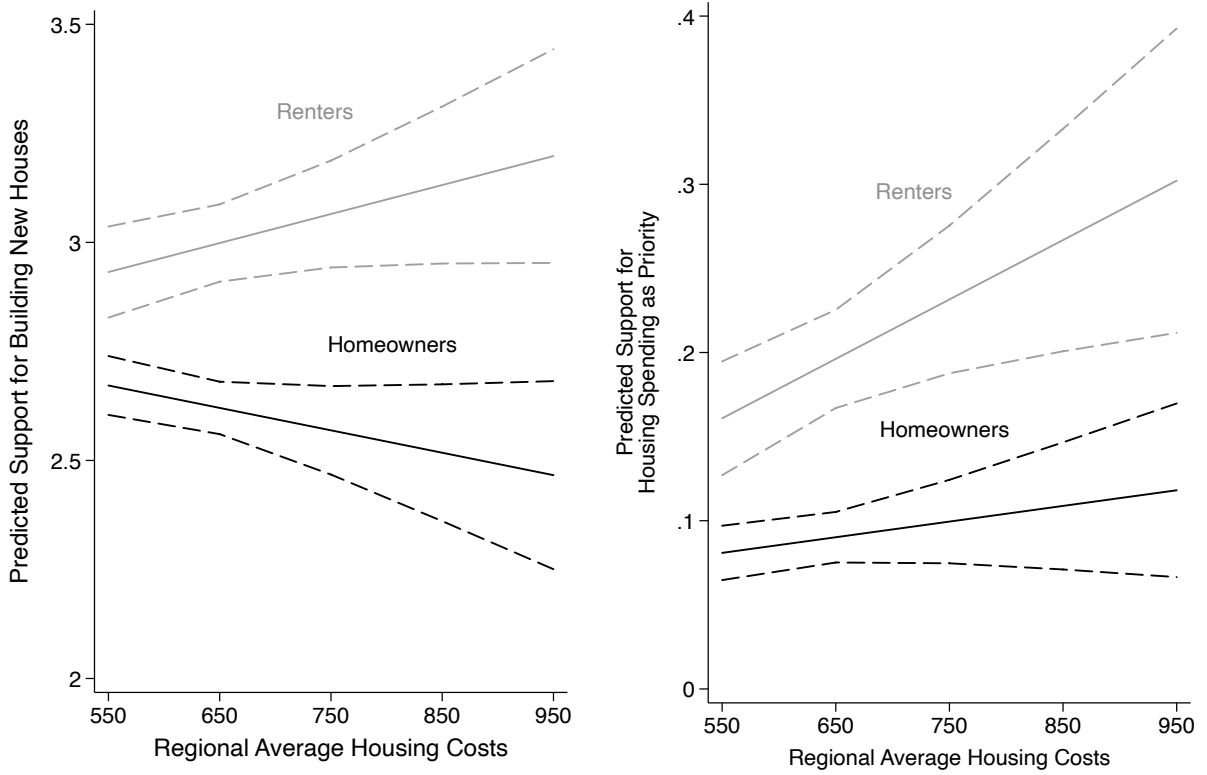 Predicted Support for Building New Houses
3.5
3
2.5
2
Renters
Homeowners
550 650 750 850 950
Regional Average Housing Costs
Predicted Support for
Housing Spending as Priority
.4
.3
.2
.1
0
Renters
Homeowners
550 650 750 850 950
Regional Average Housing Costs